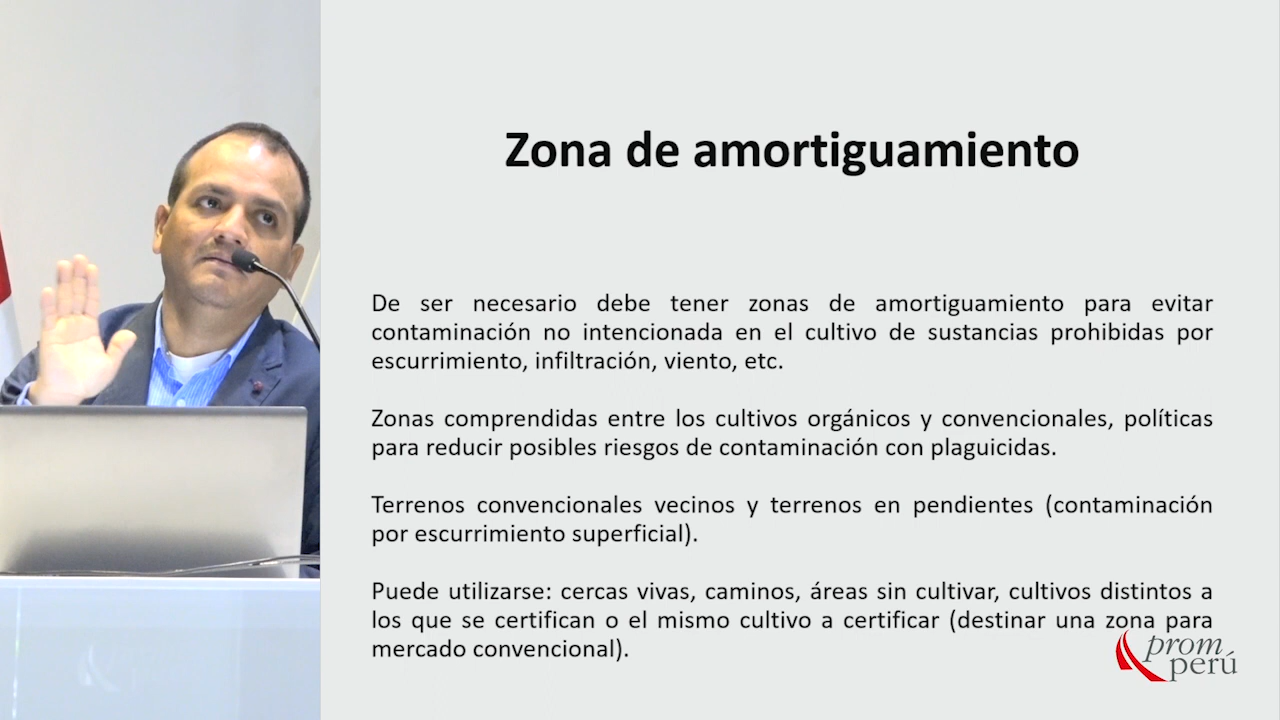 Zona de amortiguamiento
De ser necesario debe tener zonas de amortiguamiento para evitar
contaminación no intencionada en el cultivo de sustancias prohibidas por
escurrimiento, infiltración, viento, etc.
Zonas comprendidas entre los cultivos orgánicos y convencionales, políticas
para reducir posibles riesgos de contaminación con plaguicidas.
Terrenos convencionales vecinos y terrenos en pendientes (contaminación
por escurrimiento superficial).
Puede utilizarse: cercas vivas, caminos, áreas sin cultivar, cultivos distintos a
los que se certifican o el mismo cultivo a certificar (destinar una zona para
mercado convencional).
prom
perú